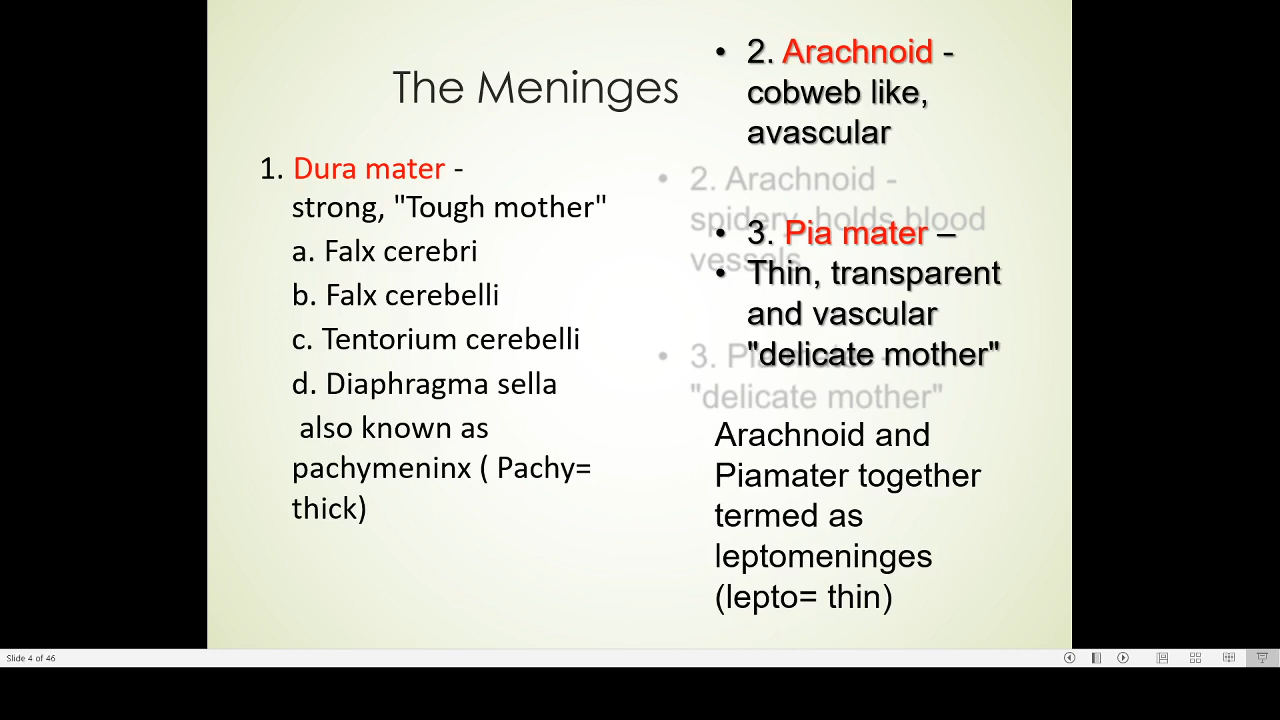 The Meninges
1. Dura mater -
strong, "Tough mother"
a. Falx cerebri
b. Falx cerebelli
c. Tentorium cerebelli
d. Diaphragma sella
also known as
pachymeninx ( Pachy=
thick)
• 2. Arachnoid -
cobweb like,
avascular
• 2. Arachnoid -
spidery, holds blood
vessels
• 3. Pia mater –
• Thin, transparent
and vascular
"delicate mother"
• 3. Pia mater -
"delicate mother"
Arachnoid and
Piamater together
termed as
leptomeninges
(lepto= thin)
Slide 4 of 46